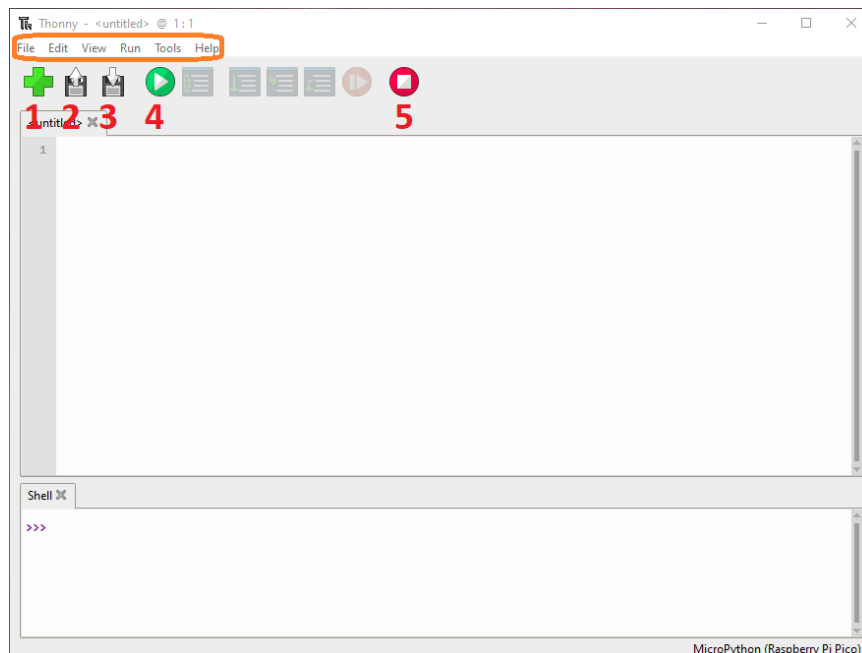 Thonny - <untitled> @ 1:1
File Edit View Run Tools Help
1 2 3 4 5
<untitled>
1
Shell
>>>
MicroPython (Raspberry Pi Pico)